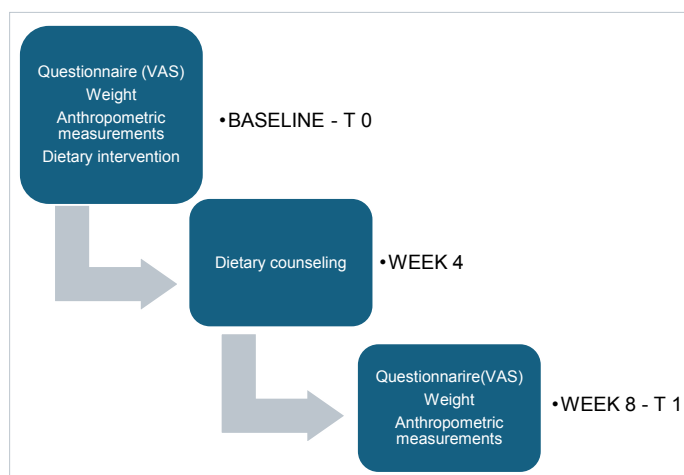 Questionnaire (VAS)
Weight
Anthropometric
measurements
Dietary intervention
•BASELINE - T 0
Dietary counseling
•WEEK 4
Questionnarire(VAS)
Weight
Anthropometric
measurements
•WEEK 8 - T 1